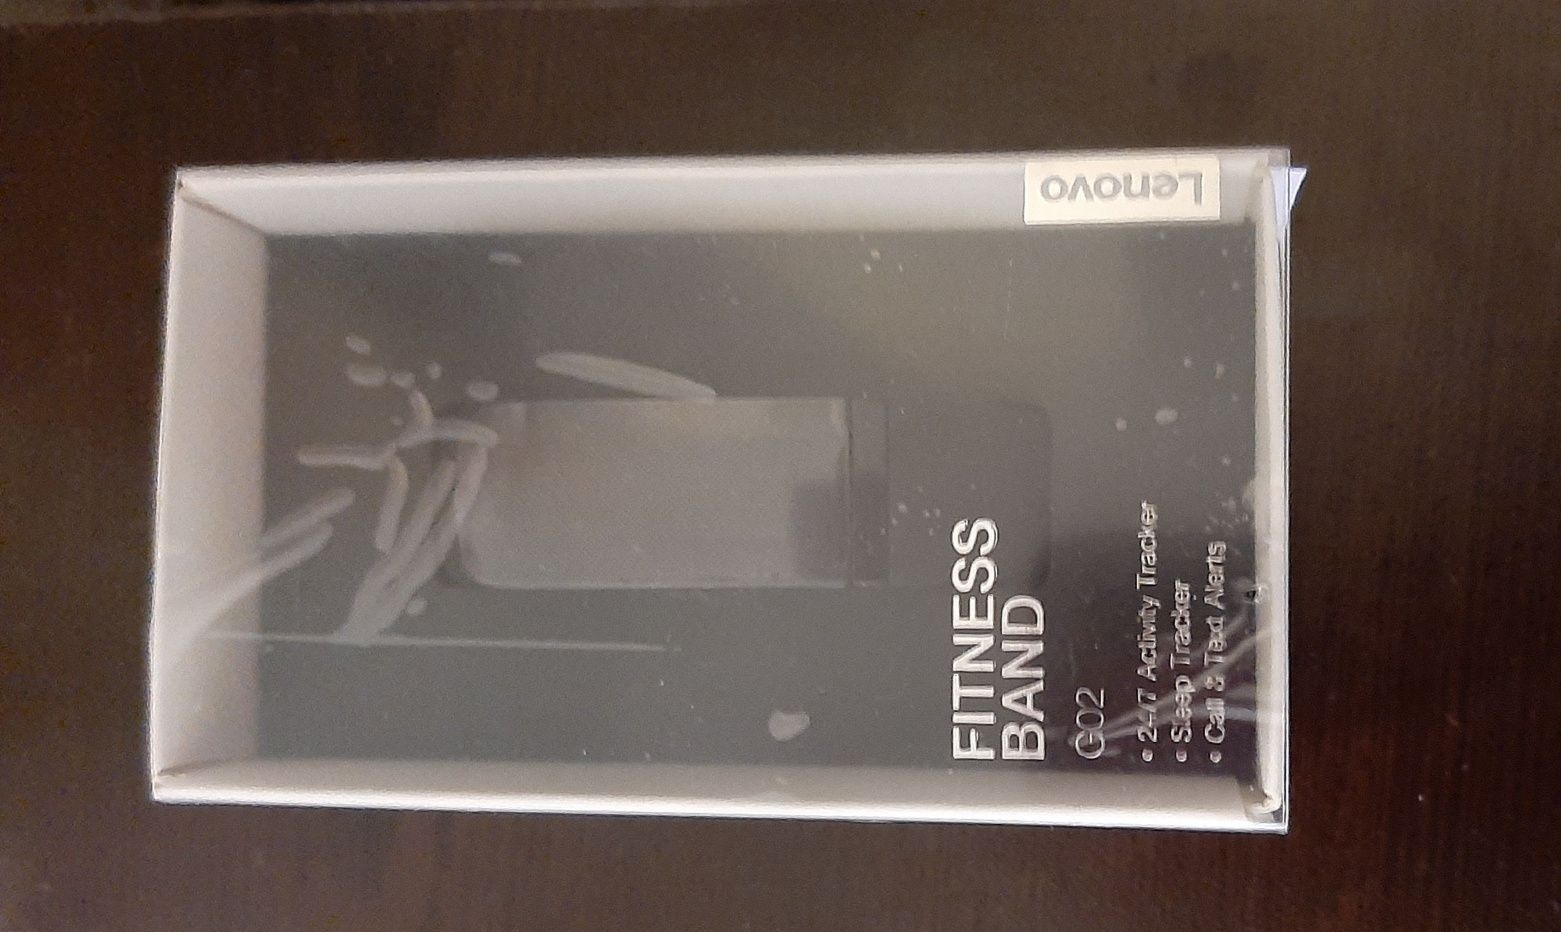 Lenovo
FITNESS
BAND
G02
• 24/7 Activity Tracker
• Sleep Tracker
• Call & Text Alerts